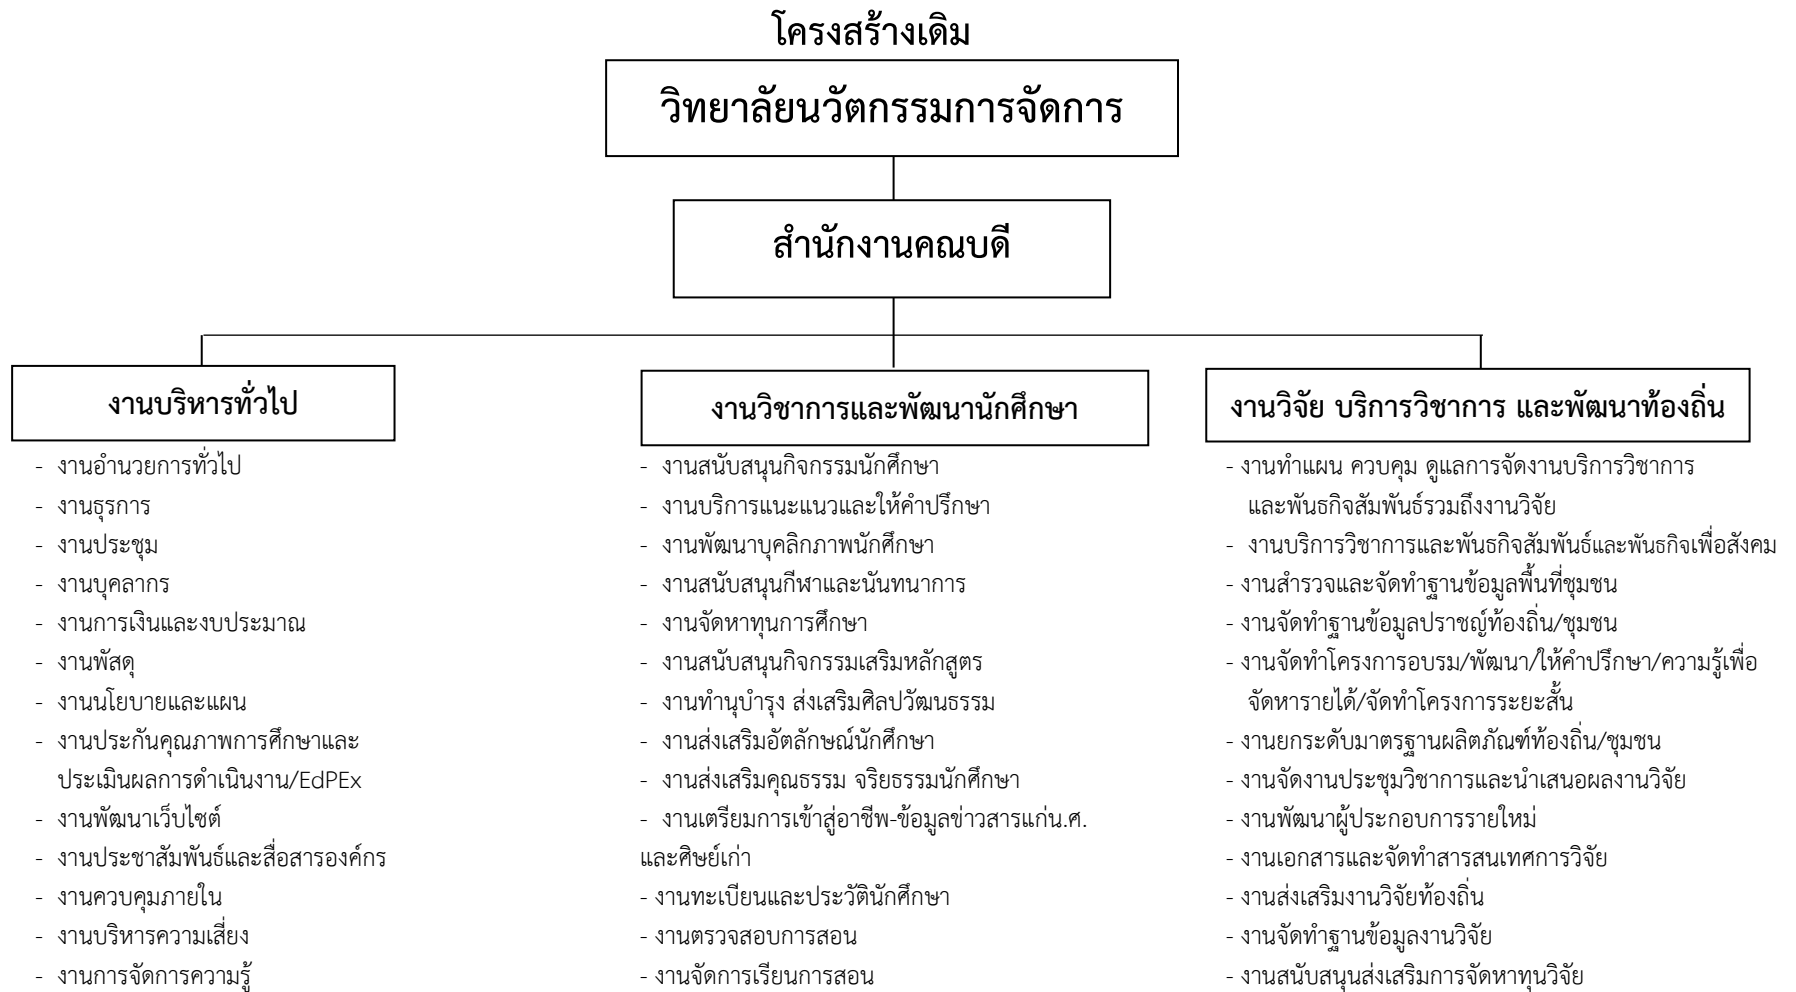 โครงสร้างเดิม
วิทยาลัยนวัตกรรมการจัดการ
สำนักงานคณบดี
งานบริหารทั่วไป
- งานอำนวยการทั่วไป
- งานธุรการ
- งานประชุม
- งานบุคลากร
- งานการเงินและงบประมาณ
- งานพัสดุ
- งานนโยบายและแผน
- งานประกันคุณภาพการศึกษาและ
ประเมินผลการดำเนินงาน/EdPEx
- งานพัฒนาเว็บไซต์
- งานประชาสัมพันธ์และสื่อสารองค์กร
- งานควบคุมภายใน
- งานบริหารความเสี่ยง
- งานการจัดการความรู้
งานวิชาการและพัฒนานักศึกษา
- งานสนับสนุนกิจกรรมนักศึกษา
- งานบริการแนะแนวและให้คำปรึกษา
- งานพัฒนาบุคลิกภาพนักศึกษา
- งานสนับสนุนกีฬาและนันทนาการ
- งานจัดหาทุนการศึกษา
- งานสนับสนุนกิจกรรมเสริมหลักสูตร
- งานทำนุบำรุง ส่งเสริมศิลปวัฒนธรรม
- งานส่งเสริมอัตลักษณ์นักศึกษา
- งานส่งเสริมคุณธรรม จริยธรรมนักศึกษา
- งานเตรียมการเข้าสู่อาชีพ-ข้อมูลข่าวสารแก่น.ศ.
และศิษย์เก่า
- งานทะเบียนและประวัตินักศึกษา
- งานตรวจสอบการสอน
- งานจัดการเรียนการสอน
งานวิจัย บริการวิชาการ และพัฒนาท้องถิ่น
- งานทำแผน ควบคุม ดูแลการจัดงานบริการวิชาการ
และพันธกิจสัมพันธ์รวมถึงงานวิจัย
- งานบริการวิชาการและพันธกิจสัมพันธ์และพันธกิจเพื่อสังคม
- งานสำรวจและจัดทำฐานข้อมูลพื้นที่ชุมชน
- งานจัดทำฐานข้อมูลปราชญ์ท้องถิ่น/ชุมชน
- งานจัดทำโครงการอบรม/พัฒนา/ให้คำปรึกษา/ความรู้เพื่อ
จัดหารายได้/จัดทำโครงการระยะสั้น
- งานยกระดับมาตรฐานผลิตภัณฑ์ท้องถิ่น/ชุมชน
- งานจัดงานประชุมวิชาการและนำเสนอผลงานวิจัย
- งานพัฒนาผู้ประกอบการรายใหม่
- งานเอกสารและจัดทำสารสนเทศการวิจัย
- งานส่งเสริมงานวิจัยท้องถิ่น
- งานจัดทำฐานข้อมูลงานวิจัย
- งานสนับสนุนส่งเสริมการจัดหาทุนวิจัย